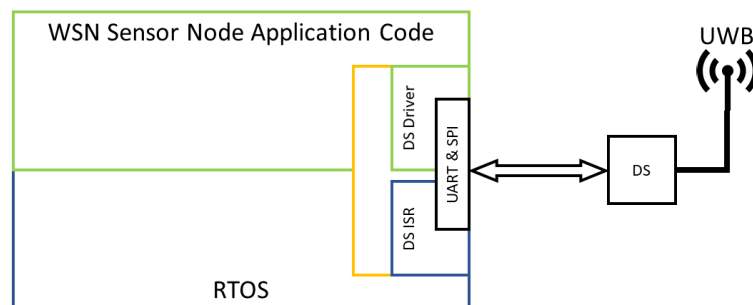 WSN Sensor Node Application Code
UWB
DS Driver
UART & SPI
DS
DS ISR
RTOS